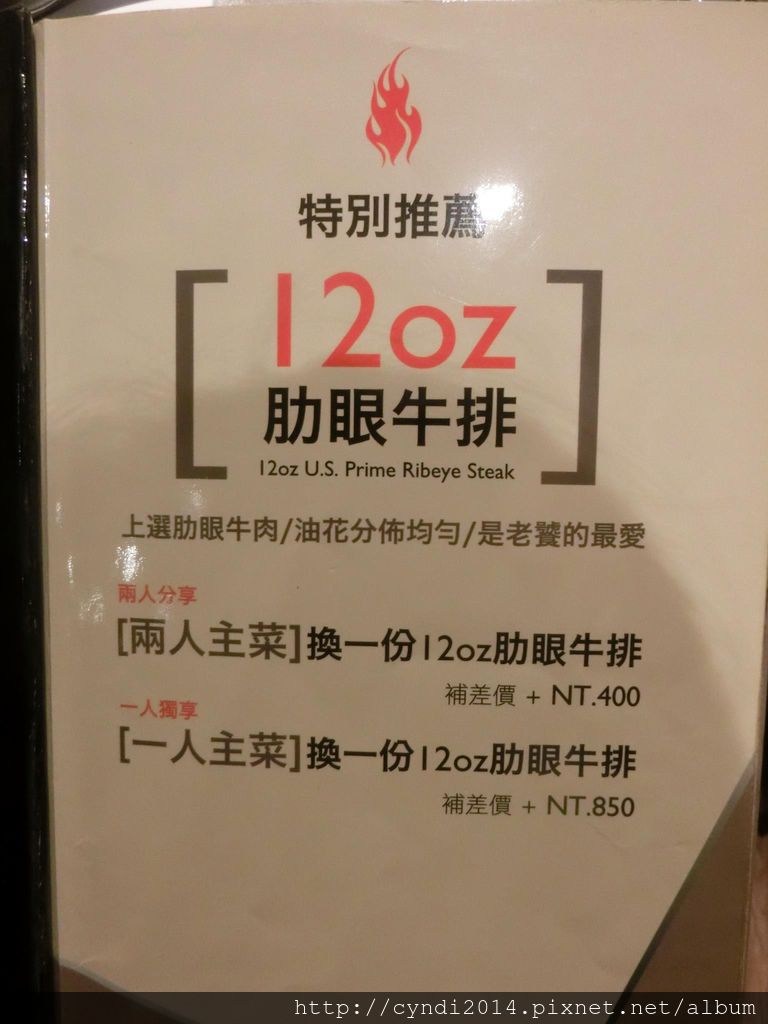 特別推薦
[12oz
肋眼牛排]
12oz U.S. Prime Ribeye Steak
上選肋眼牛肉/油花分佈均勻/是老饕的最愛
兩人分享
[兩人主菜]換一份12oz肋眼牛排
補差價 + NT.400
一人獨享
[一人主菜]換一份12oz肋眼牛排
補差價 + NT.850
http://cyndi2014.pixnet.net/album